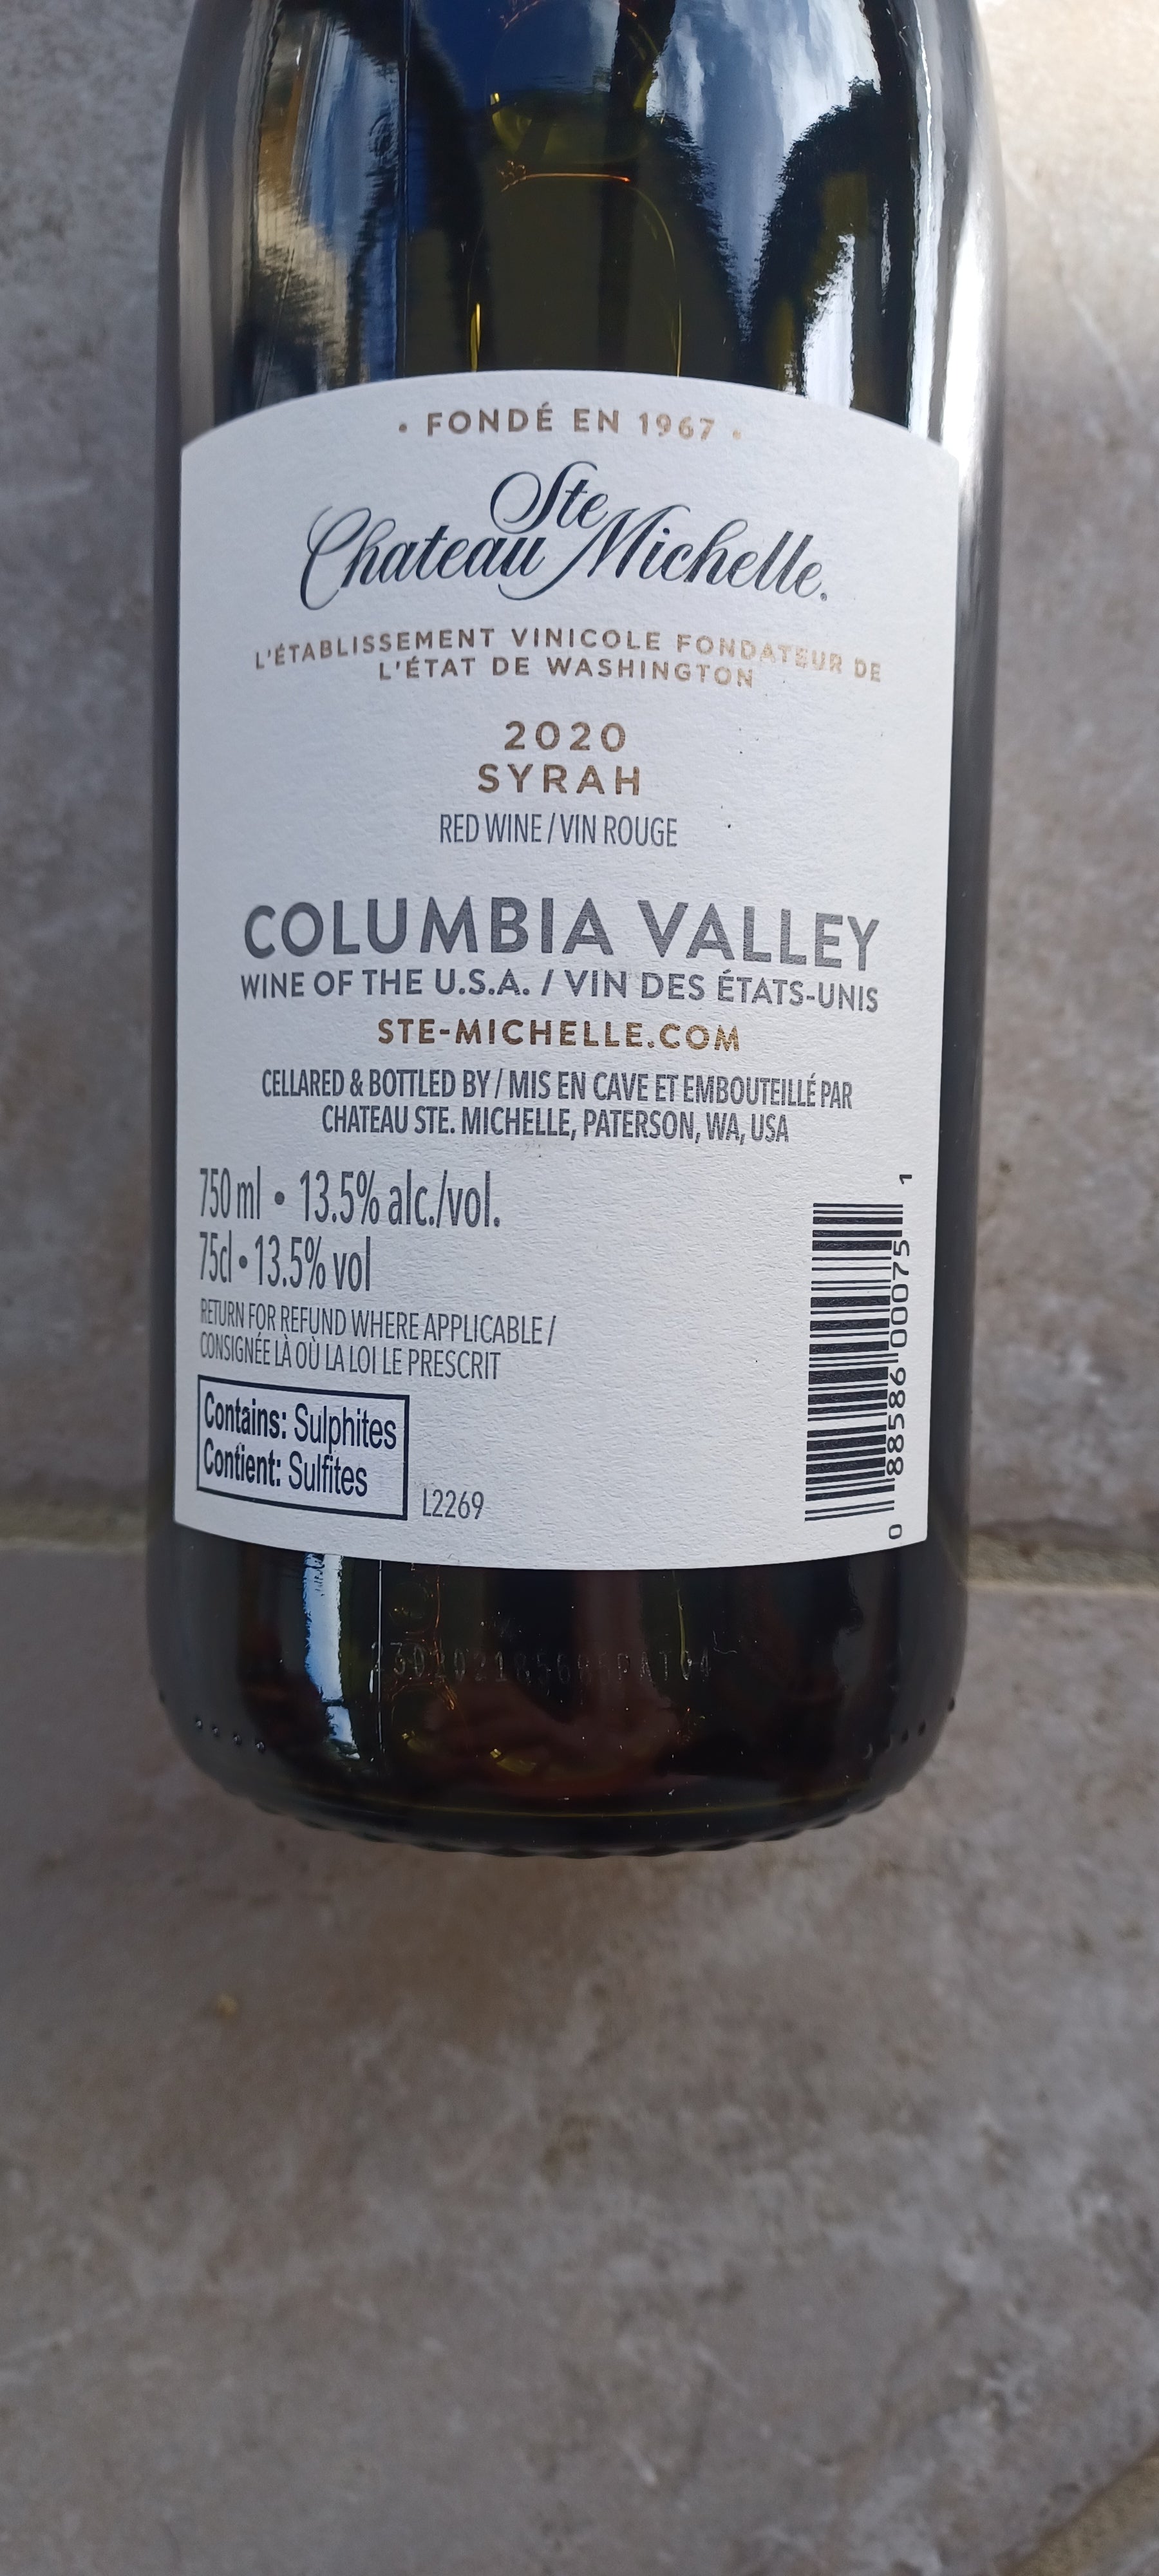 • FONDÉ EN 1967 •
Ste
Chateau Michelle.
L'ÉTABLISSEMENT VINICOLE FONDATEUR DE
L'ÉTAT DE WASHINGTON
2020
SYRAH
RED WINE / VIN ROUGE
COLUMBIA VALLEY
WINE OF THE U.S.A. / VIN DES ÉTATS-UNIS
STE-MICHELLE.COM
CELLARED & BOTTLED BY / MIS EN CAVE ET EMBOUTEILLÉ PAR
CHATEAU STE. MICHELLE, PATERSON, WA, USA
750 ml • 13.5% alc./vol.
75cl • 13.5% vol
RETURN FOR REFUND WHERE APPLICABLE /
CONSIGNÉE LÀ OÙ LA LOI LE PRESCRIT
Contains: Sulphites
Contient: Sulfites
L2269
0 88586 00075 1